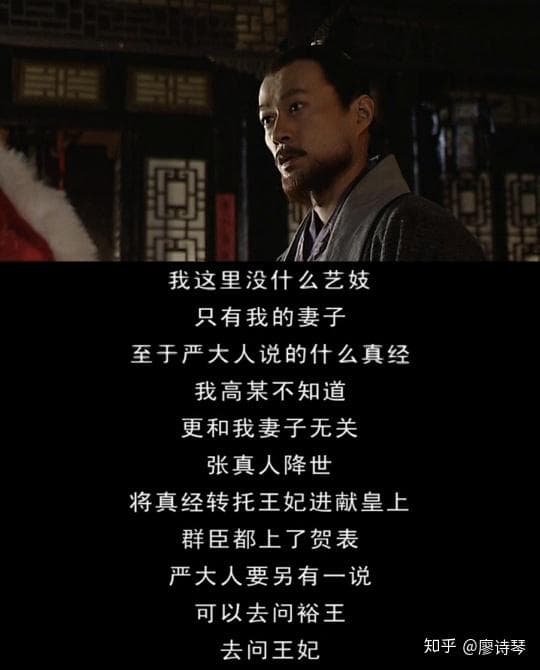 我这里没什么艺妓
只有我的妻子
至于严大人说的什么真经
我高某不知道
更和我妻子无关
张真人降世
将真经转托王妃进献皇上
群臣都上了贺表
严大人要另有一说
可以去问裕王
去问王妃
知乎 @廖诗琴